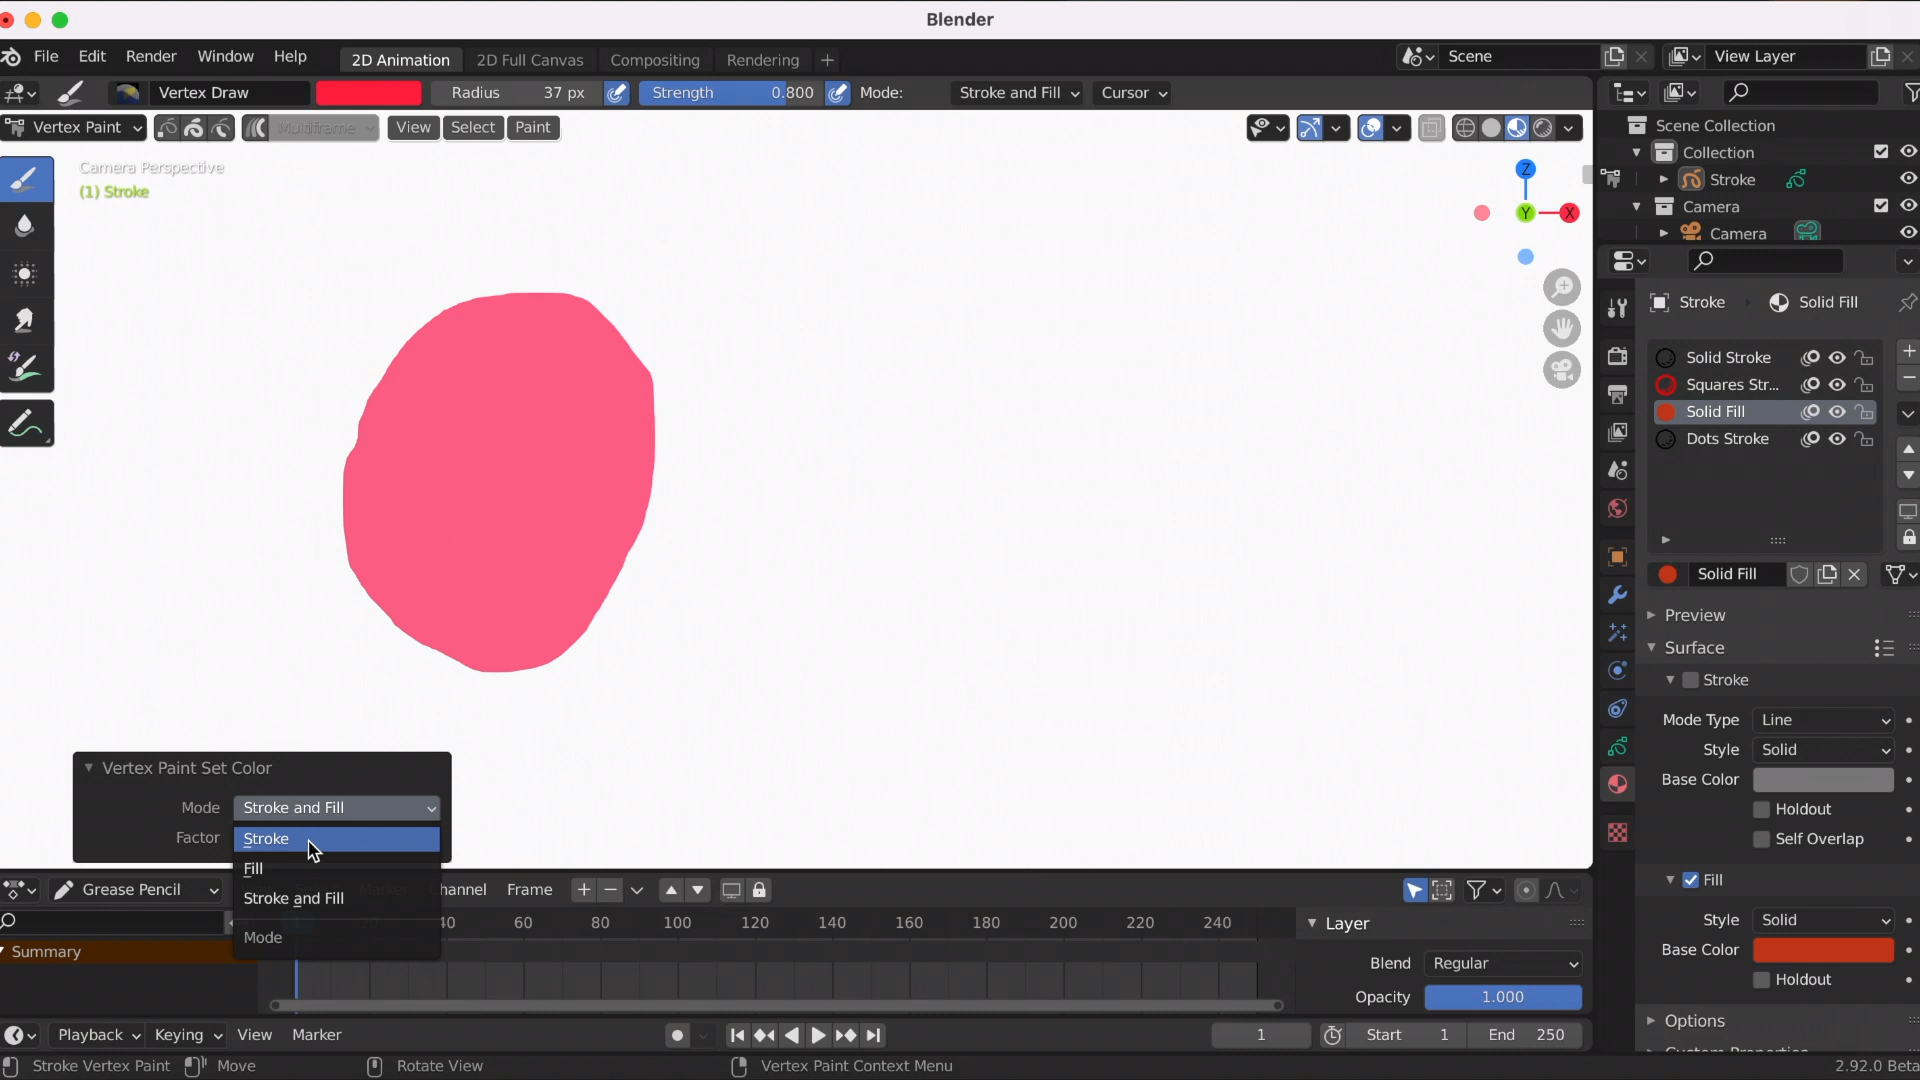 Blender
File Edit Render Window Help 2D Animation 2D Full Canvas Compositing Rendering + Scene View Layer
Vertex Draw Radius 37 px Strength 0.800 Mode: Stroke and Fill Cursor
Vertex Paint Multiframe View Select Paint
Camera Perspective
(1) Stroke
Z
Y
X
Scene Collection
Collection
Stroke
Camera
Camera
Stroke Solid Fill
Solid Stroke
Squares Str...
Solid Fill
Dots Stroke
Solid Fill
Preview
Surface
Stroke
Mode Type Line
Style Solid
Base Color
Holdout
Self Overlap
Fill
Style Solid
Base Color
Holdout
Options
Vertex Paint Set Color
Mode Stroke and Fill
Factor Stroke
Fill
Stroke and Fill
Mode
Grease Pencil Marker hannel Frame
20 40 60 80 100 120 140 160 180 200 220 240
Summary
Layer
Blend Regular
Opacity 1.000
Playback Keying View Marker 1 Start 1 End 250
Stroke Vertex Paint Move Rotate View Vertex Paint Context Menu 2.92.0 Beta